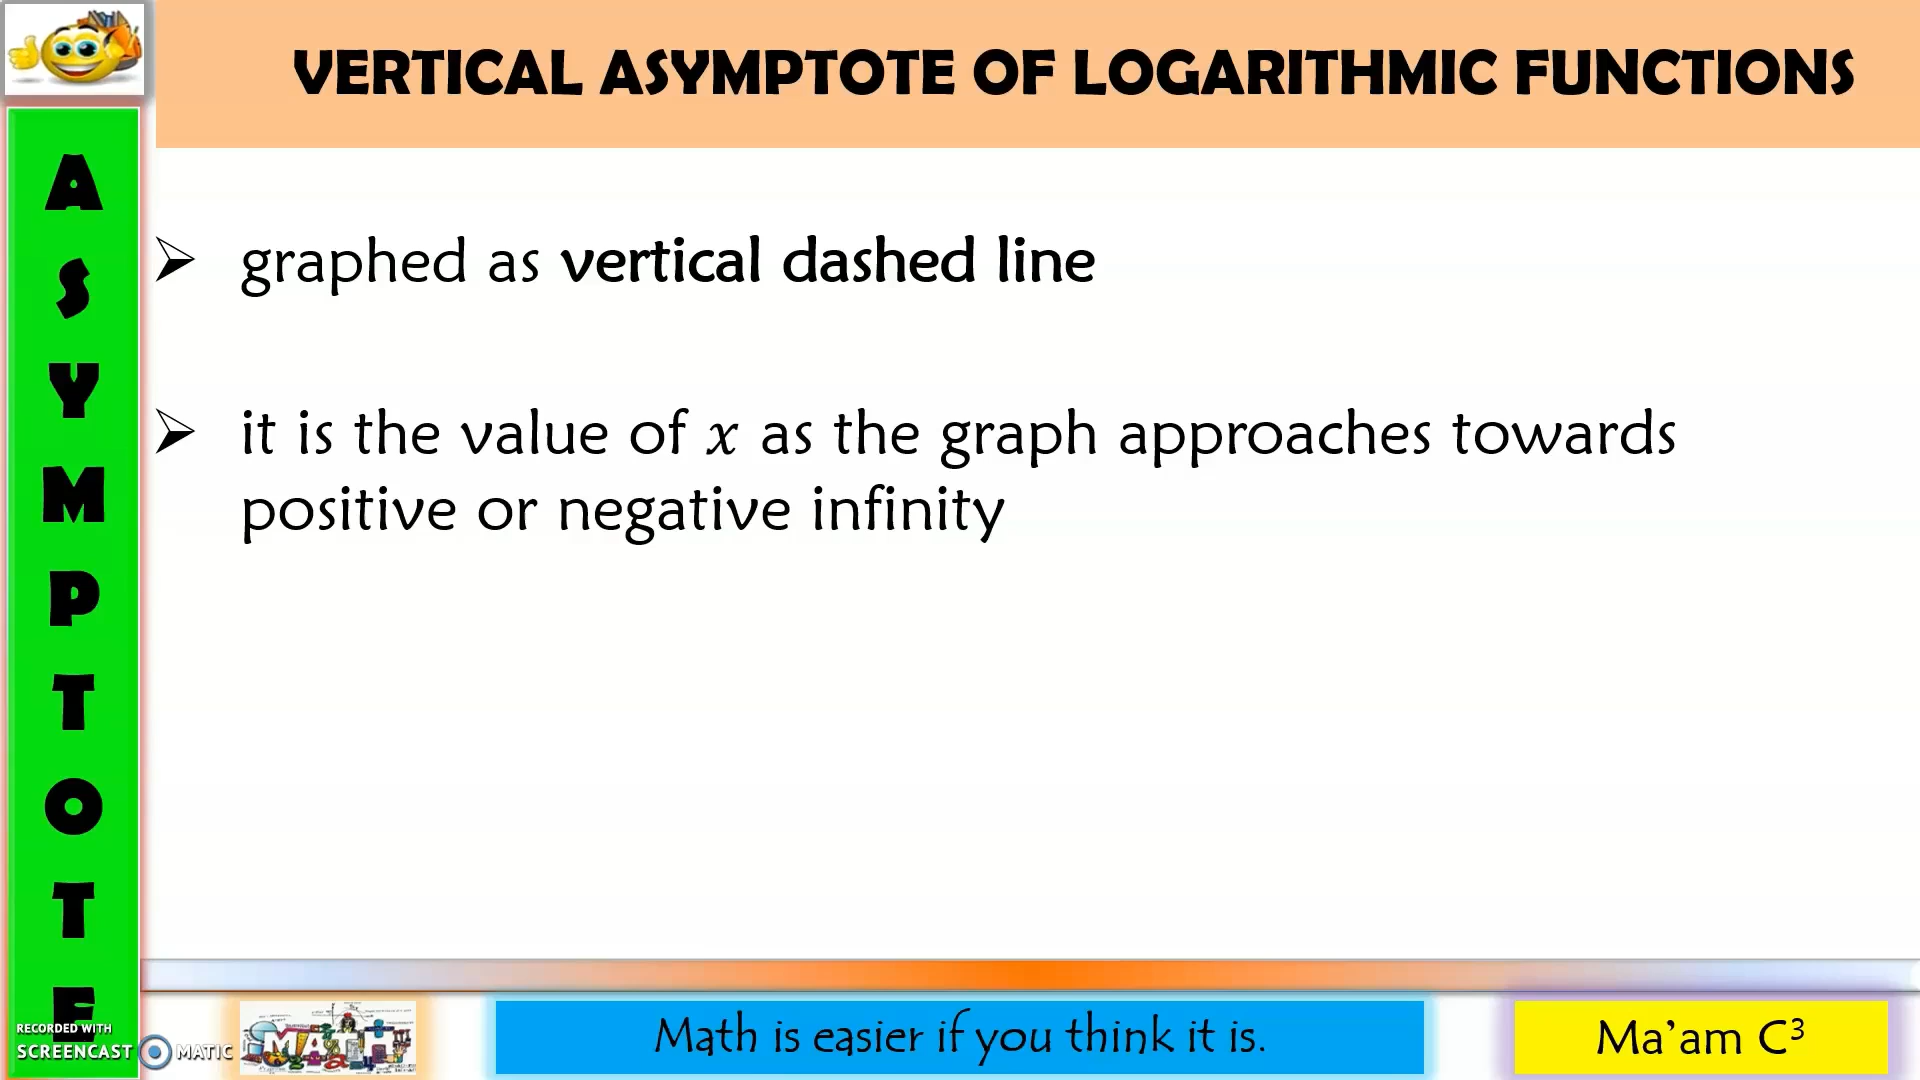 VERTICAL ASYMPTOTE OF LOGARITHMIC FUNCTIONS
A
S
Y
M
P
T
O
T
E
➢ graphed as vertical dashed line
➢ it is the value of x as the graph approaches towards
positive or negative infinity
RECORDED WITH
SCREENCAST MATIC
MATH
Math is easier if you think it is.
Ma’am C³